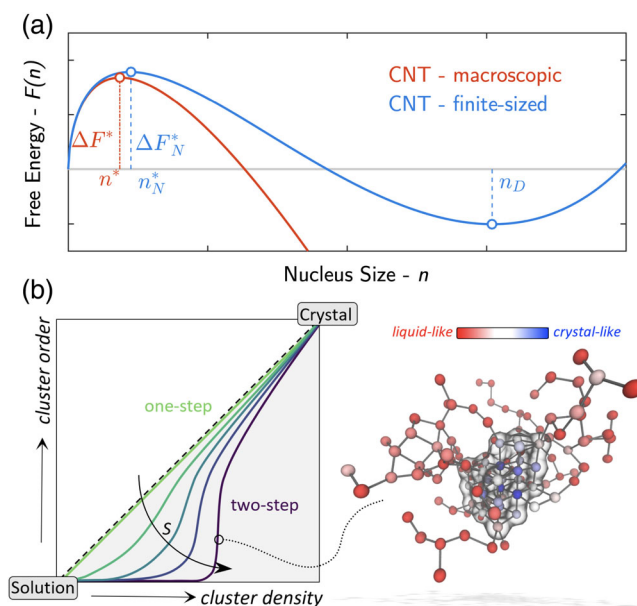 (a)
Free Energy - F(n)
CNT - macroscopic
CNT - finite-sized
ΔF*
ΔF*_N
n*
n*_N
n_D
Nucleus Size - n
(b)
Crystal
cluster order
one-step
two-step
S
Solution
cluster density
liquid-like
crystal-like